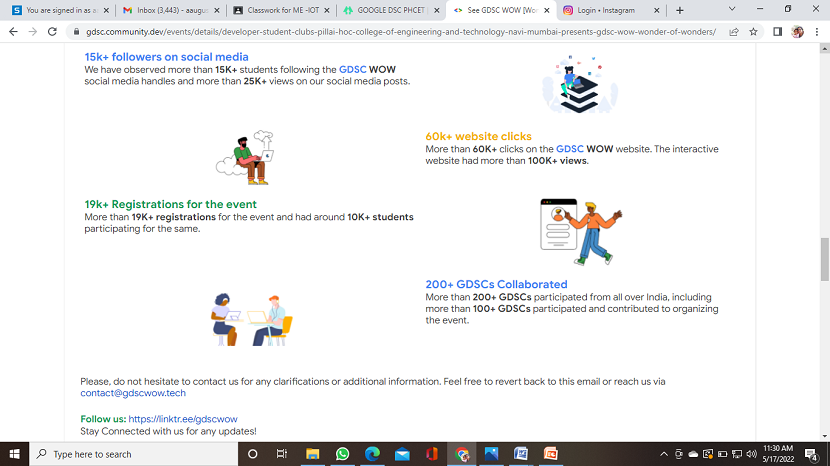 You are signed in as a
Inbox (3,443) - aaugus
Classwork for ME -IOT
GOOGLE DSC PHCET
See GDSC WOW [Won
Login • Instagram
gdsc.community.dev/events/details/developer-student-clubs-pillai-hoc-college-of-engineering-and-technology-navi-mumbai-presents-gdsc-wow-wonder-of-wonders/
15k+ followers on social media
We have observed more than 15K+ students following the GDSC WOW
social media handles and more than 25K+ views on our social media posts.
60k+ website clicks
More than 60K+ clicks on the GDSC WOW website. The interactive
website had more than 100K+ views.
19k+ Registrations for the event
More than 19K+ registrations for the event and had around 10K+ students
participating for the same.
200+ GDSCs Collaborated
More than 200+ GDSCs participated from all over India, including
more than 100+ GDSCs participated and contributed to organizing
the event.
Please, do not hesitate to contact us for any clarifications or additional information. Feel free to revert back to this email or reach us via
contact@gdscwow.tech
Follow us: https://linktr.ee/gdscwow
Stay Connected with us for any updates!
Type here to search
11:30 AM
5/17/2022
4